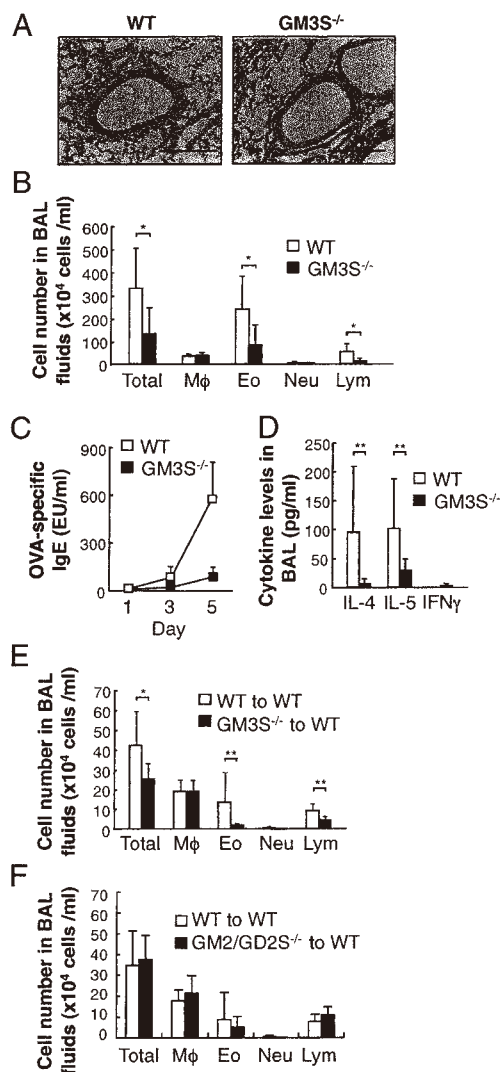 A
WT
GM3S-/-
B
Cell number in BAL
fluids (x10⁴ cells /ml)
600
500
400
300
200
100
0
*
*
*
WT
GM3S-/-
Total Mϕ Eo Neu Lym
C
OVA-specific
IgE (EU/ml)
900
600
300
WT
GM3S-/-
1 3 5
Day
D
Cytokine levels in
BAL (pg/ml)
250
200
150
100
50
0
**
**
WT
GM3S-/-
IL-4 IL-5 IFNγ
E
Cell number in BAL
fluids (x10⁴ cells /ml)
70
60
50
40
30
20
10
0
*
**
**
WT to WT
GM3S-/- to WT
Total Mϕ Eo Neu Lym
F
Cell number in BAL
fluids (x10⁴ cells /ml)
70
60
50
40
30
20
10
0
WT to WT
GM2/GD2S-/- to WT
Total Mϕ Eo Neu Lym